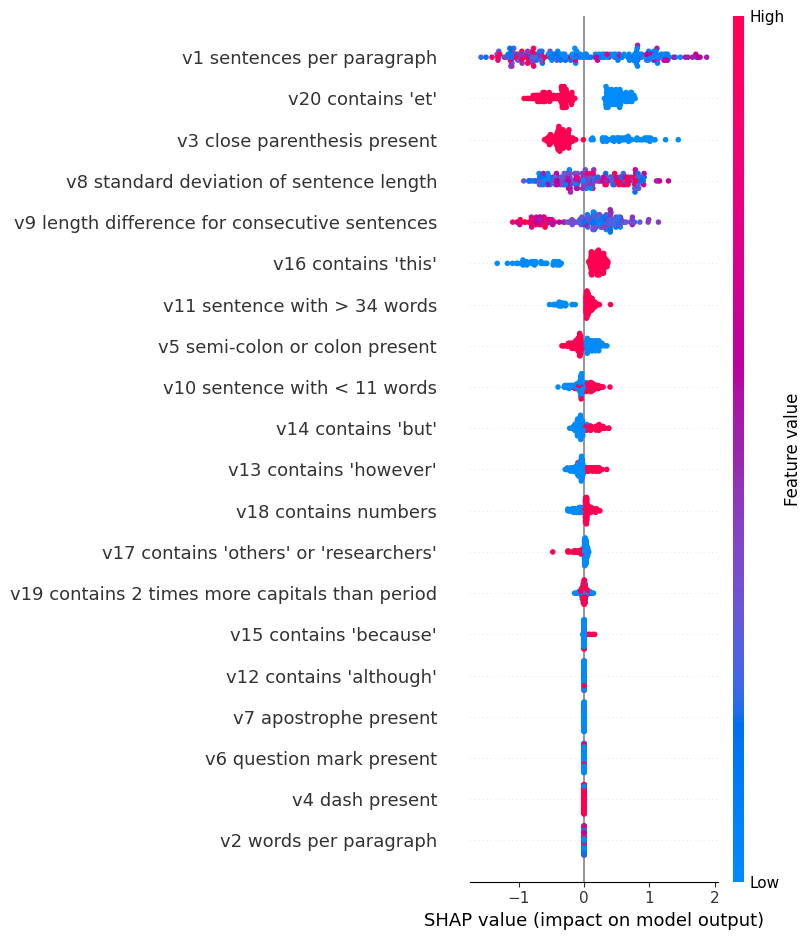 High
v1 sentences per paragraph
v20 contains 'et'
v3 close parenthesis present
v8 standard deviation of sentence length
v9 length difference for consecutive sentences
v16 contains 'this'
v11 sentence with > 34 words
v5 semi-colon or colon present
v10 sentence with < 11 words
v14 contains 'but'
v13 contains 'however'
v18 contains numbers
v17 contains 'others' or 'researchers'
v19 contains 2 times more capitals than period
v15 contains 'because'
v12 contains 'although'
v7 apostrophe present
v6 question mark present
v4 dash present
v2 words per paragraph
Feature value
Low
−1 0 1 2
SHAP value (impact on model output)